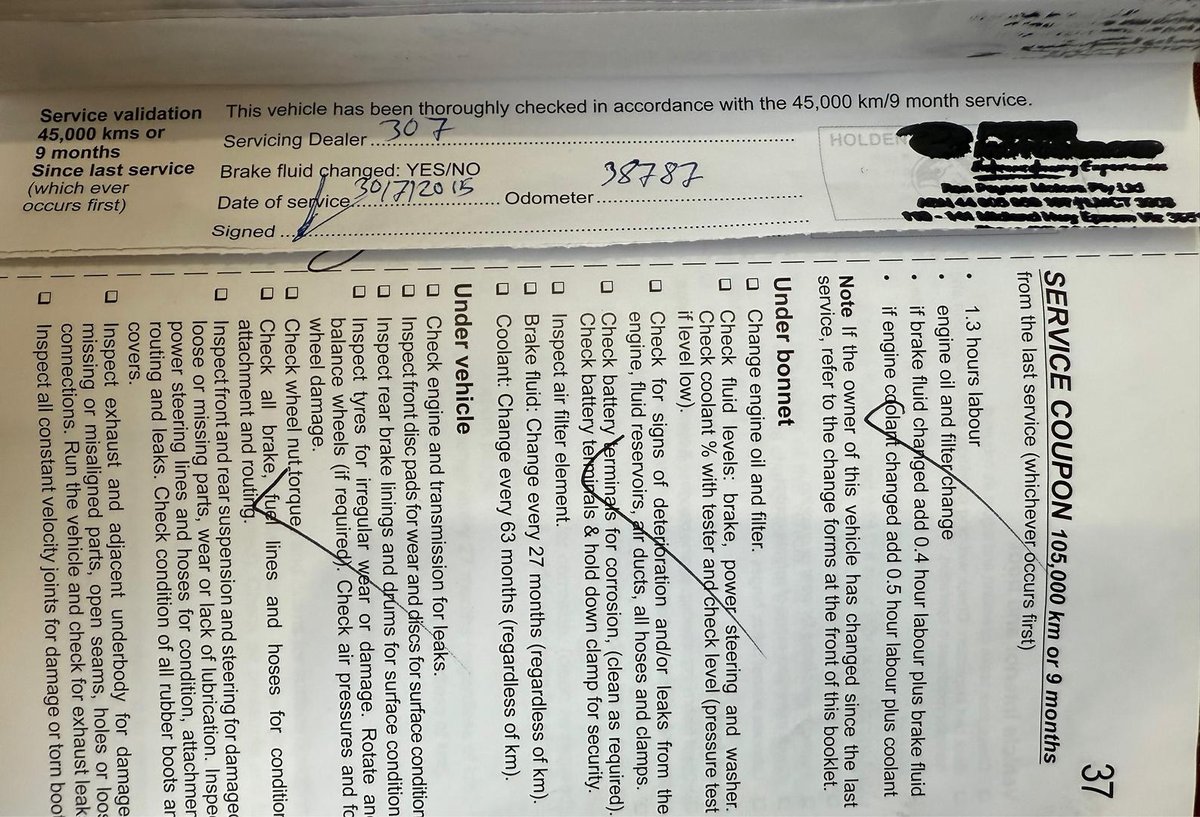 Service validation
45,000 kms or
9 months
Since last service
(which ever
occurs first)
This vehicle has been thoroughly checked in accordance with the 45,000 km/9 month service.
Servicing Dealer 307
Brake fluid changed: YES/NO
Date of service 30/7/2015 Odometer 38787
Signed
HOLDEN
37
SERVICE COUPON 105,000 km or 9 months
from the last service (whichever occurs first)
• 1.3 hours labour
• engine oil and filter change
• if brake fluid changed add 0.4 hour labour plus brake fluid
• if engine coolant changed add 0.5 hour labour plus coolant
Note If the owner of this vehicle has changed since the last
service, refer to the change forms at the front of this booklet.
Under bonnet
❑ Change engine oil and filter.
❑ Check fluid levels: brake, power steering and washer.
Check coolant % with tester and check level (pressure test
if level low).
❑ Check for signs of deterioration and/or leaks from the
engine, fluid reservoirs, air ducts, all hoses and clamps.
❑ Check battery terminals for corrosion, (clean as required).
Check battery terminals & hold down clamp for security.
❑ Inspect air filter element.
❑ Brake fluid: Change every 27 months (regardless of km).
❑ Coolant: Change every 63 months (regardless of km).
Under vehicle
❑ Check engine and transmission for leaks.
❑ Inspect front disc pads for wear and discs for surface condition
❑ Inspect rear brake linings and drums for surface condition
❑ Inspect tyres for irregular wear or damage. Rotate an
balance wheels (if required). Check air pressures and fo
wheel damage.
❑ Check wheel nut torque
❑ Check all brake, fuel lines and hoses for condition
attachment and routing.
❑ Inspect front and rear suspension and steering for damaged
loose or missing parts, wear or lack of lubrication. Inspec
power steering lines and hoses for condition, attachmen
routing and leaks. Check condition of all rubber boots an
covers.
❑ Inspect exhaust and adjacent underbody for damage
missing or misaligned parts, open seams, holes or loos
connections. Run the vehicle and check for exhaust leak
❑ Inspect all constant velocity joints for damage or torn boot